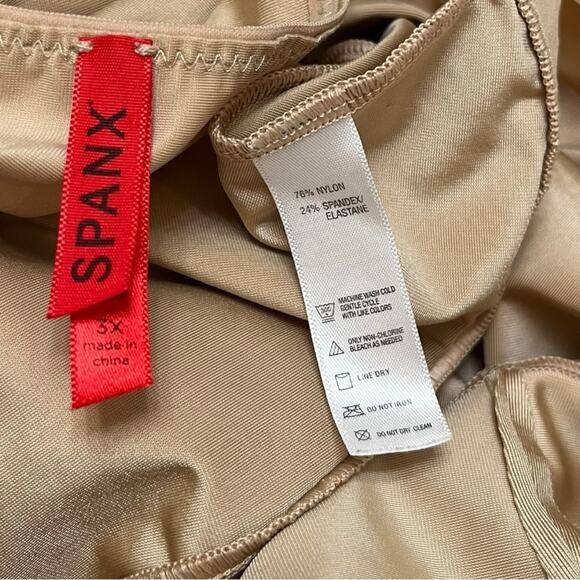 SPANX
3X
made in
china
76% NYLON
24% SPANDEX/
ELASTANE
30C
MACHINE WASH COLD
GENTLE CYCLE
WITH LIKE COLORS
ONLY NON-CHLORINE
BLEACH AS NEEDED
LINE DRY
DO NOT IRON
DO NOT DRY CLEAN